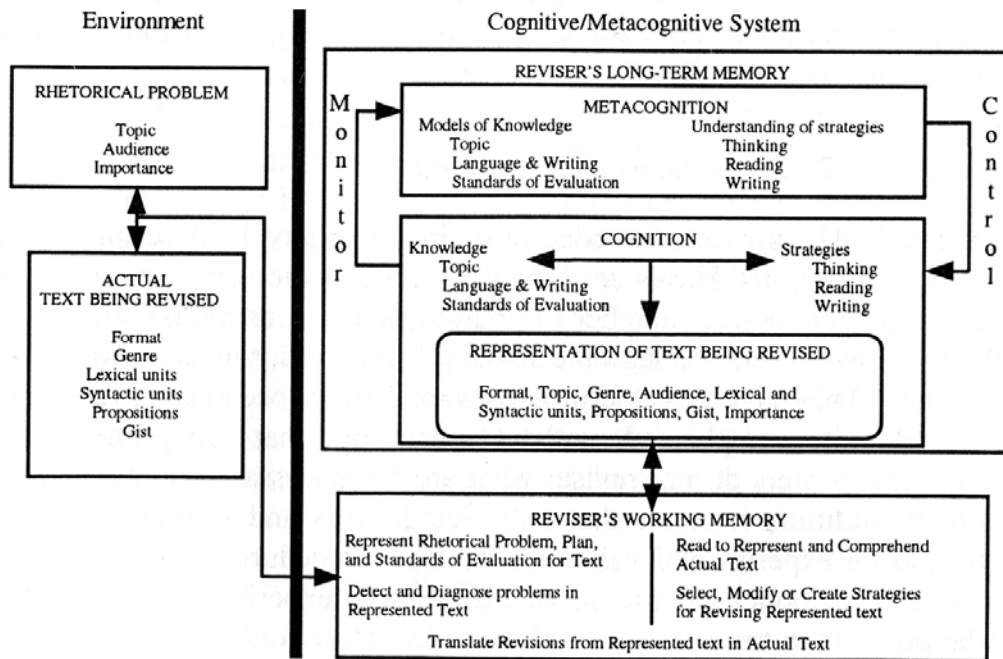 Environment
Cognitive/Metacognitive System
RHETORICAL PROBLEM
Topic
Audience
Importance
ACTUAL
TEXT BEING REVISED
Format
Genre
Lexical units
Syntactic units
Propositions
Gist
REVISER'S LONG-TERM MEMORY
Monitor
Control
METACOGNITION
Models of Knowledge
Topic
Language & Writing
Standards of Evaluation
Understanding of strategies
Thinking
Reading
Writing
COGNITION
Knowledge
Topic
Language & Writing
Standards of Evaluation
Strategies
Thinking
Reading
Writing
REPRESENTATION OF TEXT BEING REVISED
Format, Topic, Genre, Audience, Lexical and
Syntactic units, Propositions, Gist, Importance
REVISER'S WORKING MEMORY
Represent Rhetorical Problem, Plan,
and Standards of Evaluation for Text
Detect and Diagnose problems in
Represented Text
Read to Represent and Comprehend
Actual Text
Select, Modify or Create Strategies
for Revising Represented text
Translate Revisions from Represented text in Actual Text